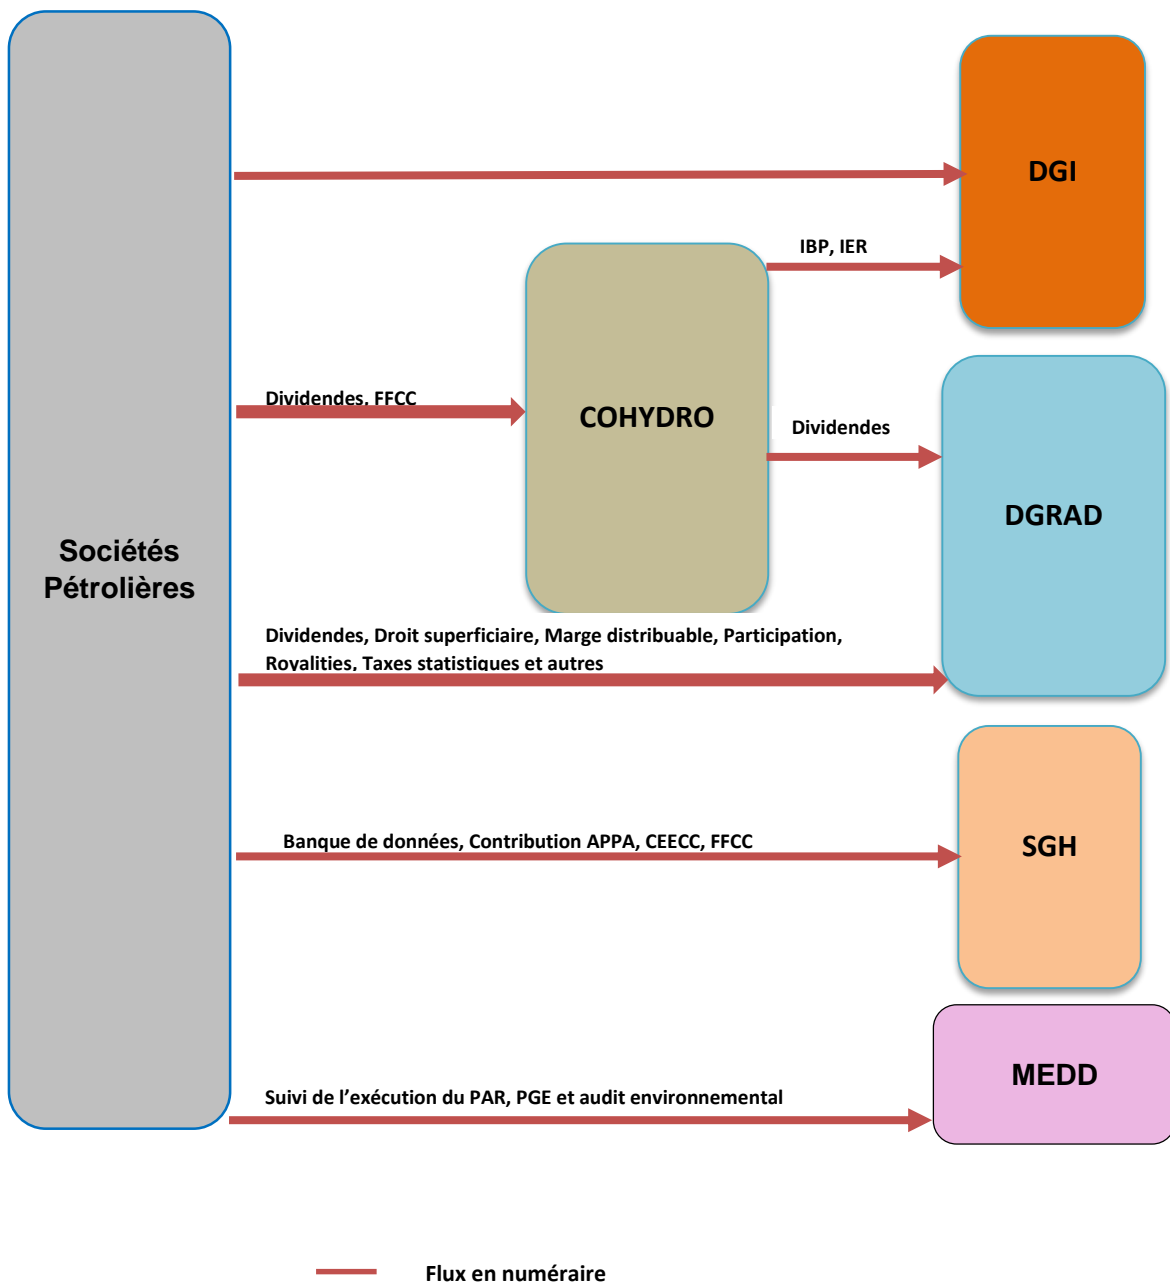 DGI
IBP, IER
Dividendes, FFCC
COHYDRO
Dividendes
DGRAD
Sociétés
Pétrolières
Dividendes, Droit superficiaire, Marge distribuable, Participation,
Royalities, Taxes statistiques et autres
Banque de données, Contribution APPA, CEECC, FFCC
SGH
MEDD
Suivi de l’exécution du PAR, PGE et audit environnemental
Flux en numéraire